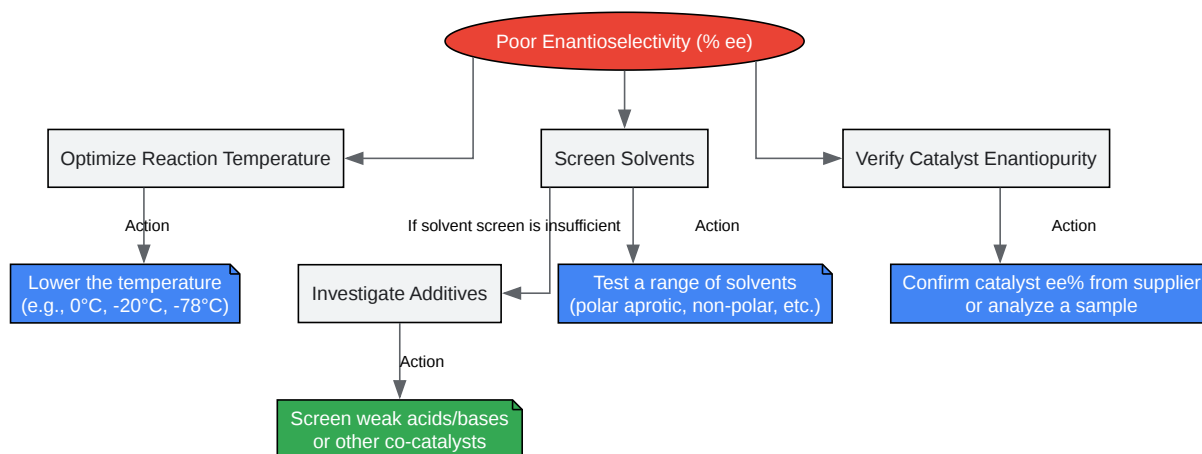 Poor Enantioselectivity (% ee)
Optimize Reaction Temperature
Screen Solvents
Verify Catalyst Enantiopurity
Action
If solvent screen is insufficient
Action
Action
Lower the temperature
(e.g., 0°C, -20°C, -78°C)
Investigate Additives
Test a range of solvents
(polar aprotic, non-polar, etc.)
Confirm catalyst ee% from supplier
or analyze a sample
Action
Screen weak acids/bases
or other co-catalysts